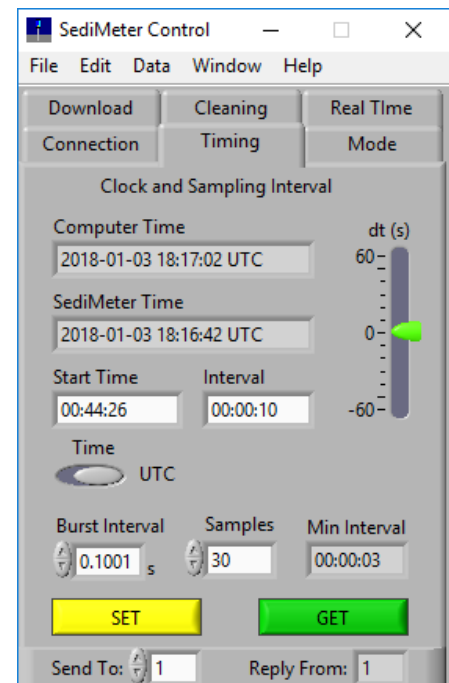 SediMeter Control
File Edit Data Window Help
Download Cleaning Real TIme
Connection Timing Mode
Clock and Sampling Interval
Computer Time dt (s)
2018-01-03 18:17:02 UTC 60
SediMeter Time
2018-01-03 18:16:42 UTC 0
Start Time Interval
00:44:26 00:00:10 -60
Time
UTC
Burst Interval Samples Min Interval
0.1001 s 30 00:00:03
SET GET
Send To: 1 Reply From: 1